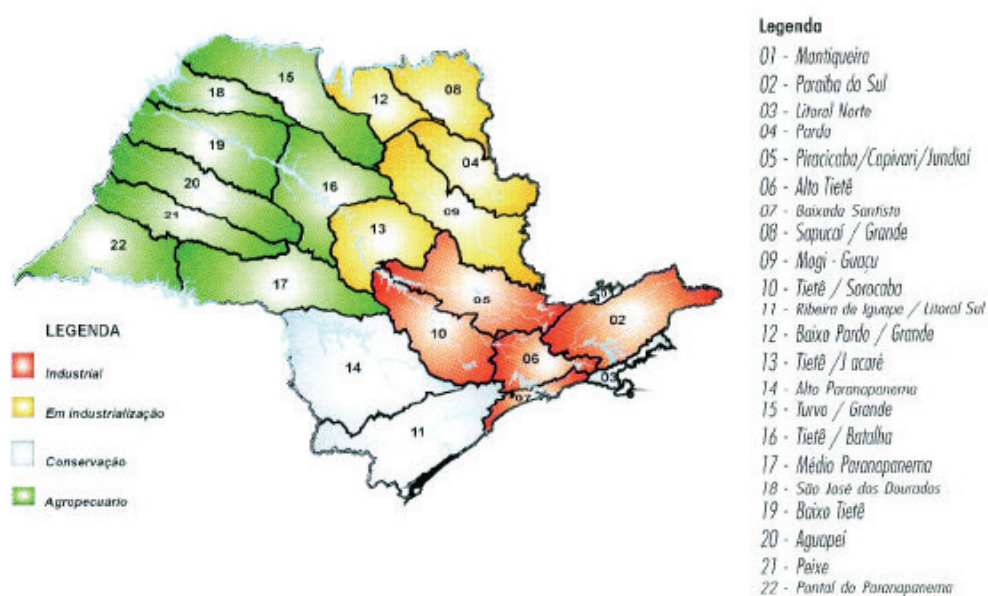 15
18
12
08
19
04
20
16
21
09
13
22
17
05
01
02
10
06
03
14
07
11
LEGENDA
Industrial
Em industrialização
Conservação
Agropecuário
Legenda
01 - Mantiqueira
02 - Paraíba do Sul
03 - Litoral Norte
04 - Pardo
05 - Piracicaba/Capivari/Jundiaí
06 - Alto Tietê
07 - Baixada Santista
08 - Sapucaí / Grande
09 - Mogi - Guaçu
10 - Tietê / Sorocaba
11 - Ribeira de Iguape / Litoral Sul
12 - Baixo Pardo / Grande
13 - Tietê /J acaré
14 - Alto Paranapanema
15 - Turvo / Grande
16 - Tietê / Batalha
17 - Médio Paranapanema
18 - São José dos Dourados
19 - Baixo Tietê
20 - Aguapeí
21 - Peixe
22 - Pontal do Paranapanema